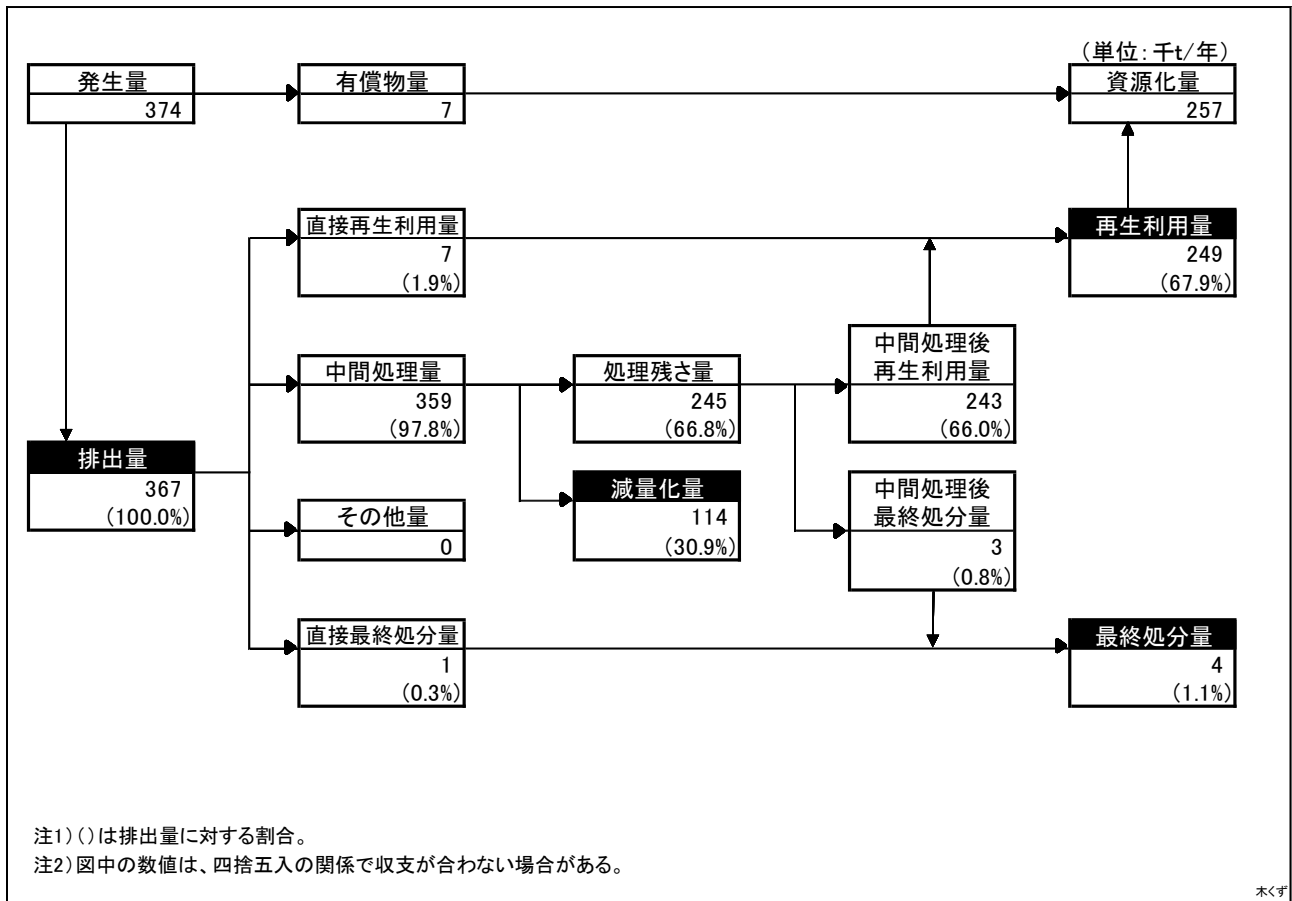 (単位:千t/年)
発生量
374
有償物量
7
資源化量
257
直接再生利用量
7
(1.9%)
再生利用量
249
(67.9%)
中間処理量
359
(97.8%)
処理残さ量
245
(66.8%)
中間処理後
再生利用量
243
(66.0%)
排出量
367
(100.0%)
減量化量
114
(30.9%)
中間処理後
最終処分量
3
(0.8%)
その他量
0
直接最終処分量
1
(0.3%)
最終処分量
4
(1.1%)
注1)()は排出量に対する割合。
注2)図中の数値は、四捨五入の関係で収支が合わない場合がある。
木くず